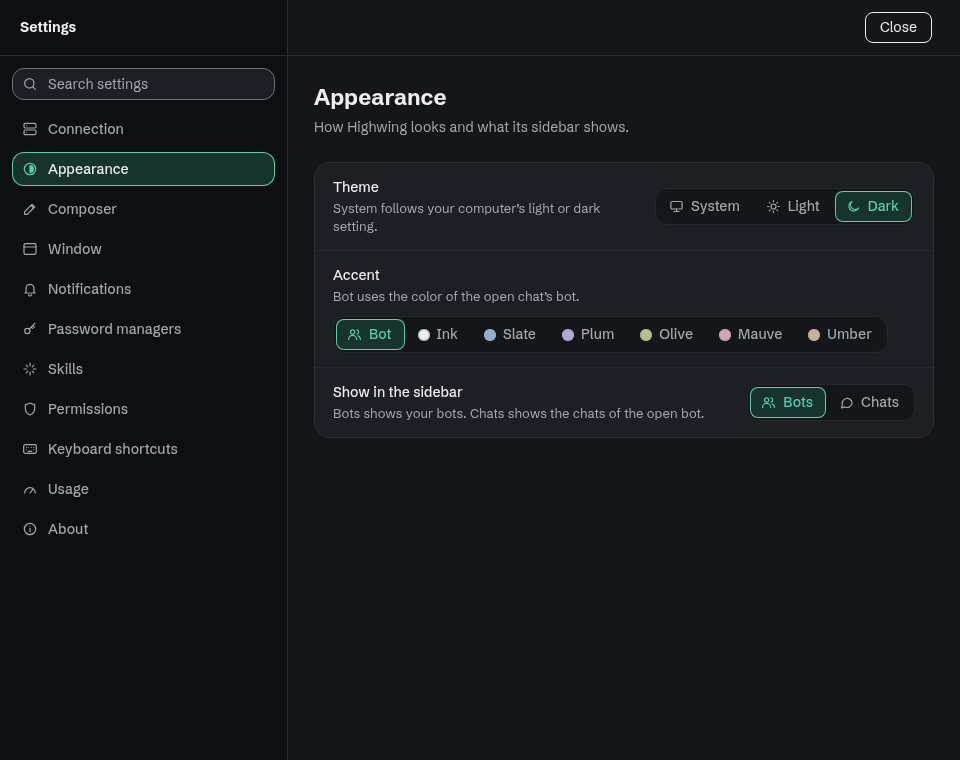 Settings
Close
Search settings
Connection
Appearance
Composer
Window
Notifications
Password managers
Skills
Permissions
Keyboard shortcuts
Usage
About
Appearance
How Highwing looks and what its sidebar shows.
Theme
System follows your computer's light or dark
setting.
System Light Dark
Accent
Bot uses the color of the open chat's bot.
Bot Ink Slate Plum Olive Mauve Umber
Show in the sidebar
Bots shows your bots. Chats shows the chats of the open bot.
Bots Chats